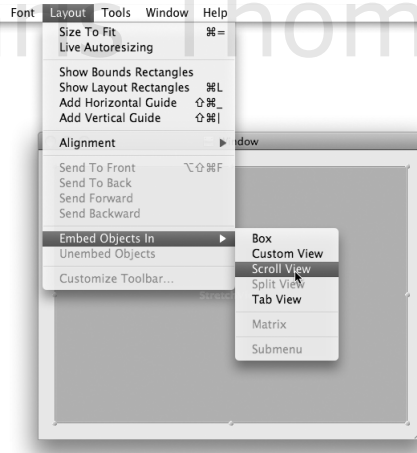 Font Layout Tools Window Help
Size To Fit ⌘=
Live Autoresizing
Show Bounds Rectangles
Show Layout Rectangles ⌘L
Add Horizontal Guide ⇧⌘_
Add Vertical Guide ⇧⌘|
Alignment
Send To Front ⌥⇧⌘F
Send To Back
Send Forward
Send Backward
Embed Objects In
Unembed Objects
Customize Toolbar...
Box
Custom View
Scroll View
Split View
Tab View
Matrix
Submenu